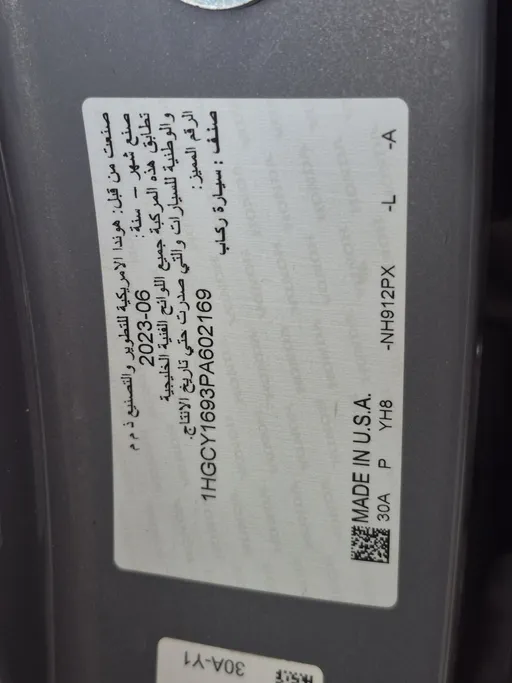 صنعت من قبل: هوندا الامريكية للتطوير والتصنيع ذ م م
صنع شهر - سنة: 2023-06
تطابق هذه المركبة جميع اللوائح الفنية الخليجية
والوطنية للسيارات والتي صدرت حتي تاريخ الانتاج.
الرقم المميز: 1HGCY1693PA602169
صنف: سيارة ركاب
MADE IN U.S.A.
30A P YH8 -NH912PX -L -A
30A-Y1